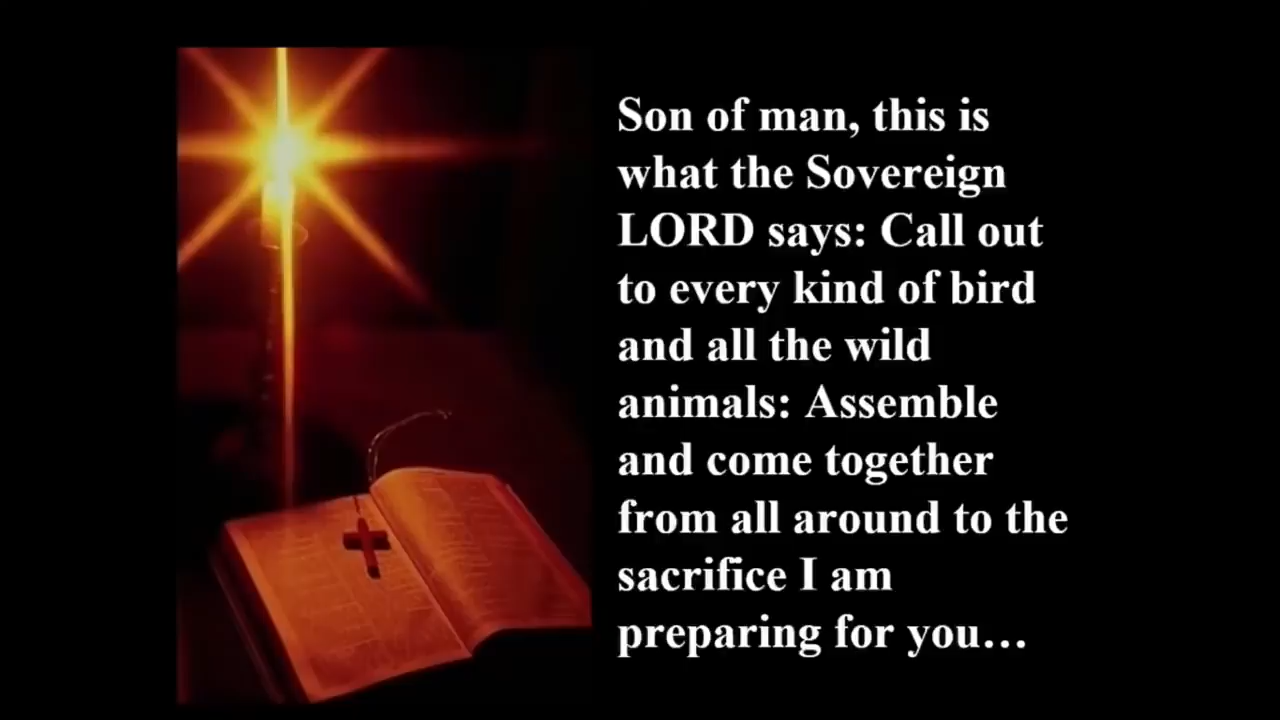 Son of man, this is
what the Sovereign
LORD says: Call out
to every kind of bird
and all the wild
animals: Assemble
and come together
from all around to the
sacrifice I am
preparing for you…